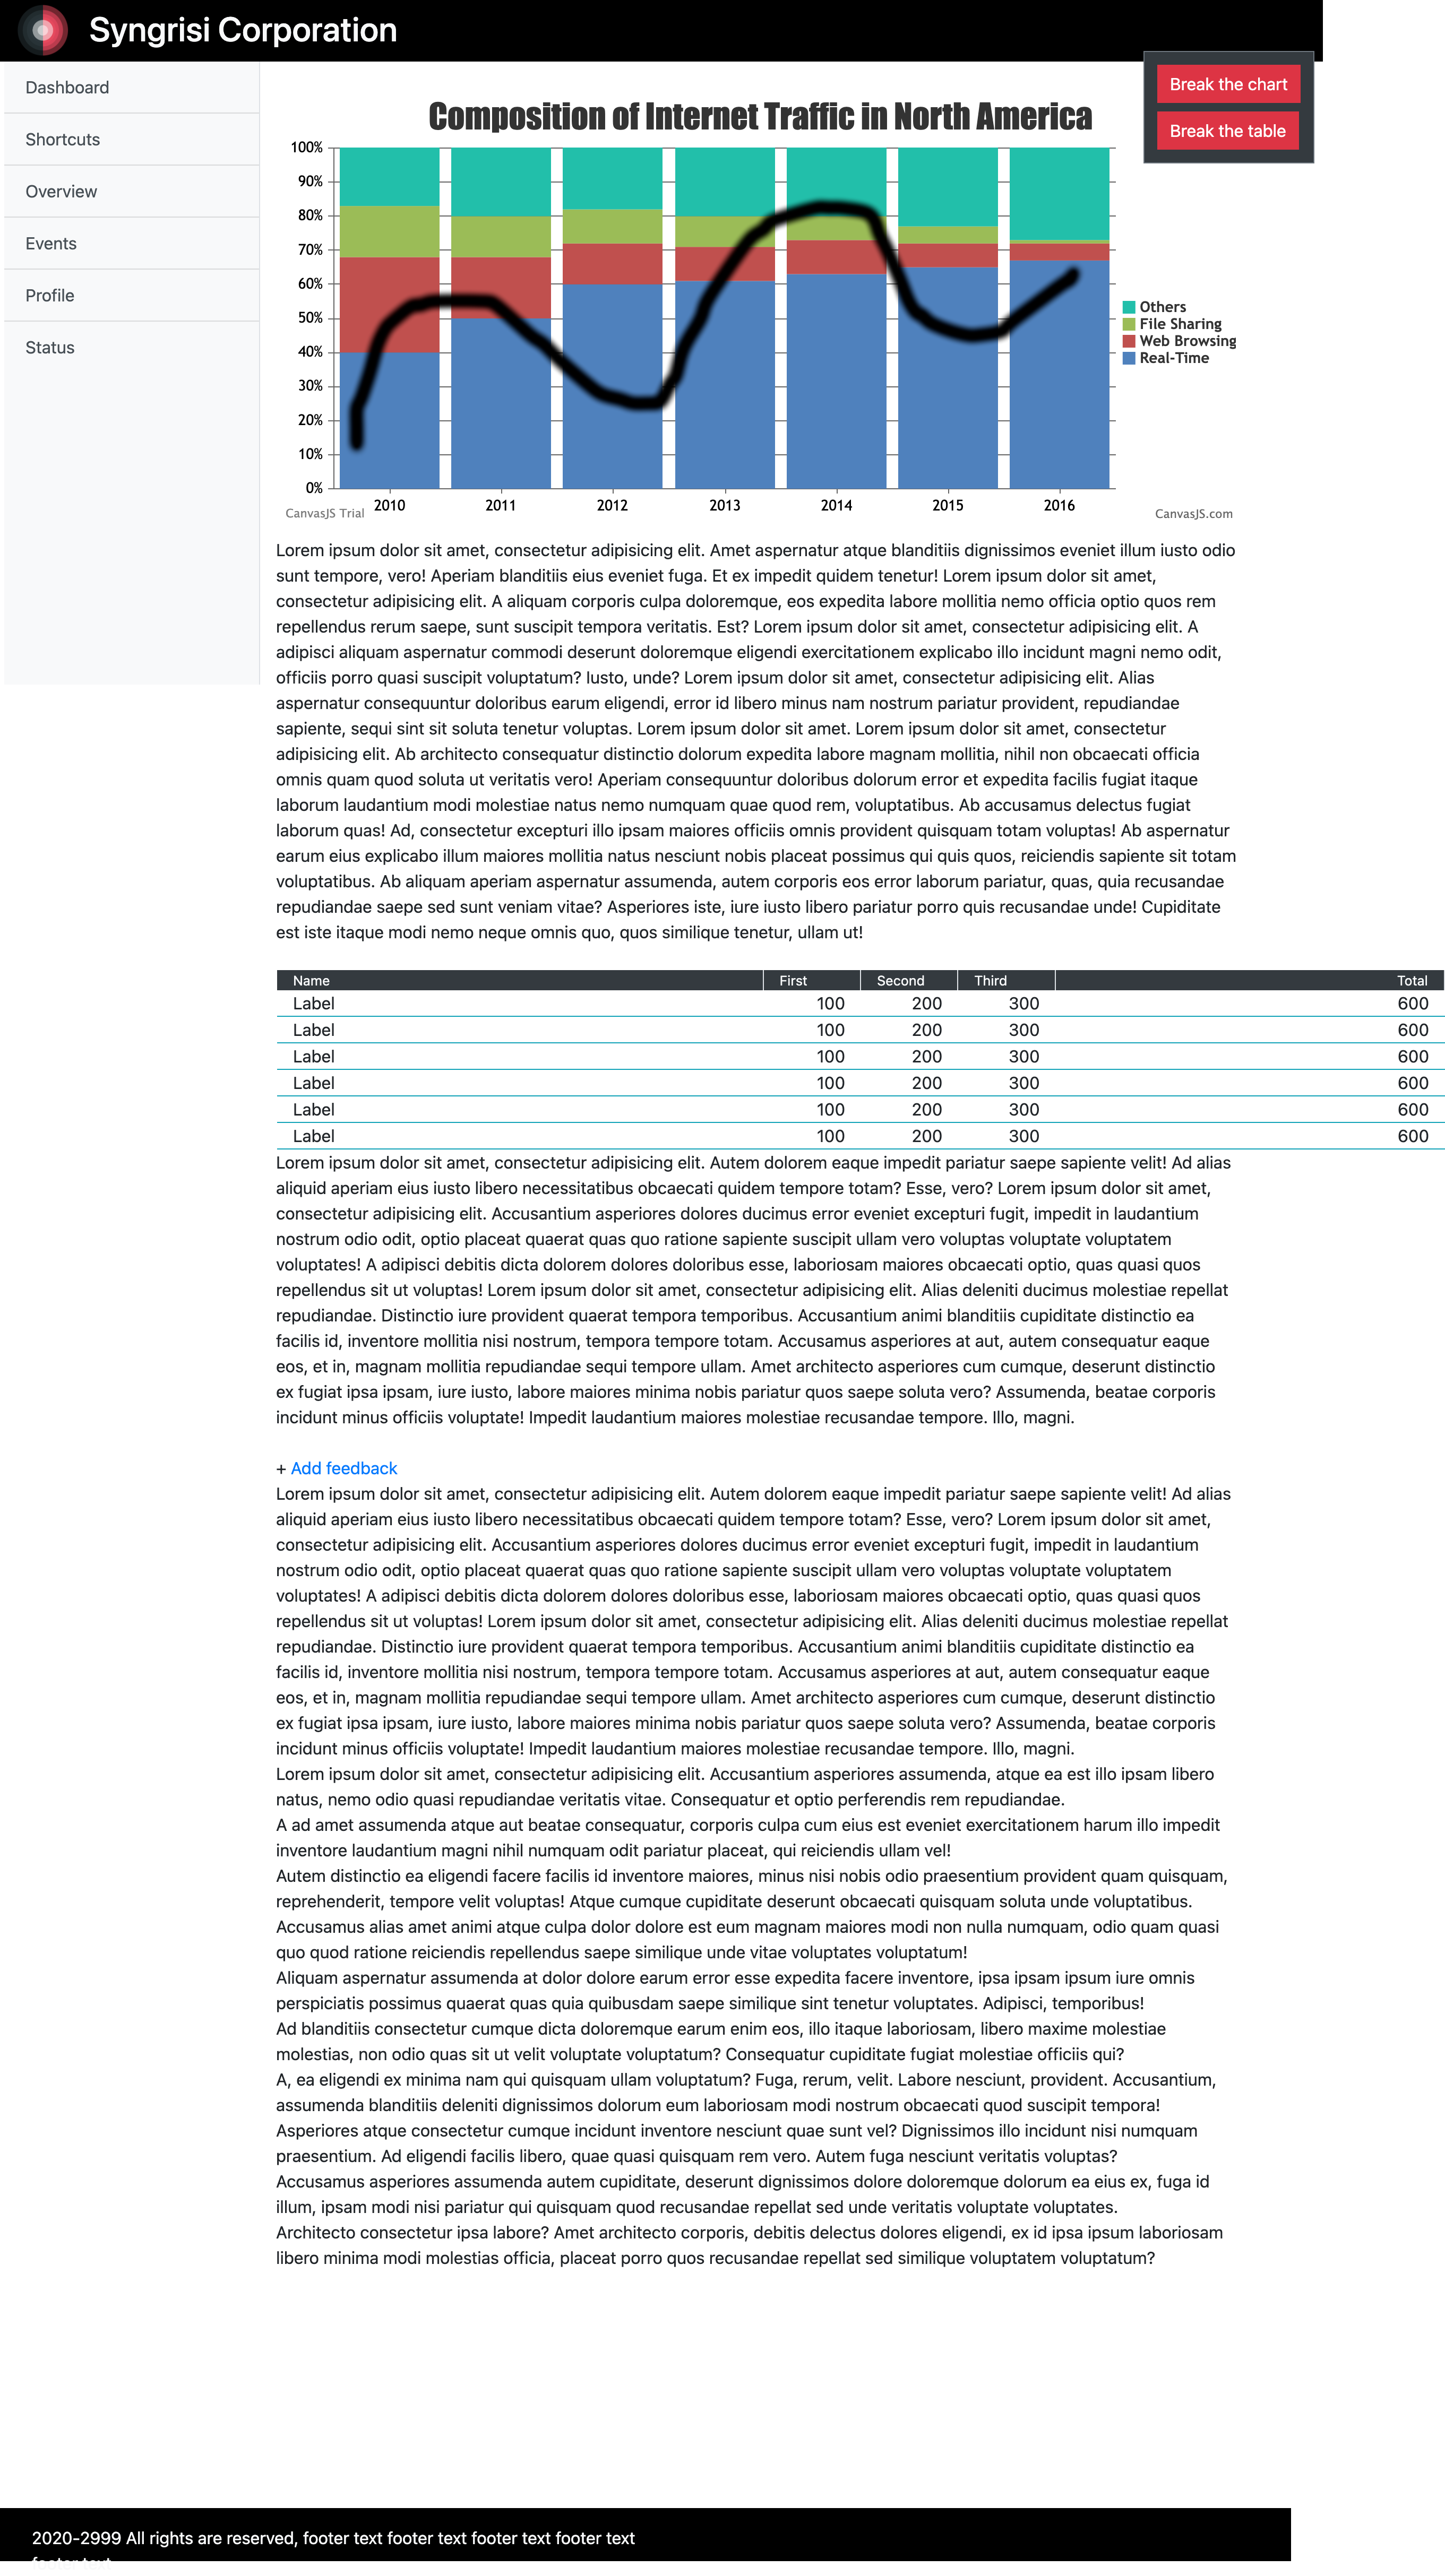 Syngrisi Corporation
Dashboard
Shortcuts
Overview
Events
Profile
Status
Break the chart
Break the table
Composition of Internet Traffic in North America
100%
90%
80%
70%
60%
50%
40%
30%
20%
10%
0%
2010 2011 2012 2013 2014 2015 2016
Others
File Sharing
Web Browsing
Real-Time
CanvasJS Trial
CanvasJS.com
Lorem ipsum dolor sit amet, consectetur adipisicing elit. Amet aspernatur atque blanditiis dignissimos eveniet illum iusto odio
sunt tempore, vero! Aperiam blanditiis eius eveniet fuga. Et ex impedit quidem tenetur! Lorem ipsum dolor sit amet,
consectetur adipisicing elit. A aliquam corporis culpa doloremque, eos expedita labore mollitia nemo officia optio quos rem
repellendus rerum saepe, sunt suscipit tempora veritatis. Est? Lorem ipsum dolor sit amet, consectetur adipisicing elit. A
adipisci aliquam aspernatur commodi deserunt doloremque eligendi exercitationem explicabo illo incidunt magni nemo odit,
officiis porro quasi suscipit voluptatum? Iusto, unde? Lorem ipsum dolor sit amet, consectetur adipisicing elit. Alias
aspernatur consequuntur doloribus earum eligendi, error id libero minus nam nostrum pariatur provident, repudiandae
sapiente, sequi sint sit soluta tenetur voluptas. Lorem ipsum dolor sit amet. Lorem ipsum dolor sit amet, consectetur
adipisicing elit. Ab architecto consequatur distinctio dolorum expedita labore magnam mollitia, nihil non obcaecati officia
omnis quam quod soluta ut veritatis vero! Aperiam consequuntur doloribus dolorum error et expedita facilis fugiat itaque
laborum laudantium modi molestiae natus nemo numquam quae quod rem, voluptatibus. Ab accusamus delectus fugiat
laborum quas! Ad, consectetur excepturi illo ipsam maiores officiis omnis provident quisquam totam voluptas! Ab aspernatur
earum eius explicabo illum maiores mollitia natus nesciunt nobis placeat possimus qui quis quos, reiciendis sapiente sit totam
voluptatibus. Ab aliquam aperiam aspernatur assumenda, autem corporis eos error laborum pariatur, quas, quia recusandae
repudiandae saepe sed sunt veniam vitae? Asperiores iste, iure iusto libero pariatur porro quis recusandae unde! Cupiditate
est iste itaque modi nemo neque omnis quo, quos similique tenetur, ullam ut!
Name First Second Third Total
Label 100 200 300 600
Label 100 200 300 600
Label 100 200 300 600
Label 100 200 300 600
Label 100 200 300 600
Label 100 200 300 600
Lorem ipsum dolor sit amet, consectetur adipisicing elit. Autem dolorem eaque impedit pariatur saepe sapiente velit! Ad alias
aliquid aperiam eius iusto libero necessitatibus obcaecati quidem tempore totam? Esse, vero? Lorem ipsum dolor sit amet,
consectetur adipisicing elit. Accusantium asperiores dolores ducimus error eveniet excepturi fugit, impedit in laudantium
nostrum odio odit, optio placeat quaerat quas quo ratione sapiente suscipit ullam vero voluptas voluptate voluptatem
voluptates! A adipisci debitis dicta dolorem dolores doloribus esse, laboriosam maiores obcaecati optio, quas quasi quos
repellendus sit ut voluptas! Lorem ipsum dolor sit amet, consectetur adipisicing elit. Alias deleniti ducimus molestiae repellat
repudiandae. Distinctio iure provident quaerat tempora temporibus. Accusantium animi blanditiis cupiditate distinctio ea
facilis id, inventore mollitia nisi nostrum, tempora tempore totam. Accusamus asperiores at aut, autem consequatur eaque
eos, et in, magnam mollitia repudiandae sequi tempore ullam. Amet architecto asperiores cum cumque, deserunt distinctio
ex fugiat ipsa ipsam, iure iusto, labore maiores minima nobis pariatur quos saepe soluta vero? Assumenda, beatae corporis
incidunt minus officiis voluptate! Impedit laudantium maiores molestiae recusandae tempore. Illo, magni.
+ Add feedback
Lorem ipsum dolor sit amet, consectetur adipisicing elit. Autem dolorem eaque impedit pariatur saepe sapiente velit! Ad alias
aliquid aperiam eius iusto libero necessitatibus obcaecati quidem tempore totam? Esse, vero? Lorem ipsum dolor sit amet,
consectetur adipisicing elit. Accusantium asperiores dolores ducimus error eveniet excepturi fugit, impedit in laudantium
nostrum odio odit, optio placeat quaerat quas quo ratione sapiente suscipit ullam vero voluptas voluptate voluptatem
voluptates! A adipisci debitis dicta dolorem dolores doloribus esse, laboriosam maiores obcaecati optio, quas quasi quos
repellendus sit ut voluptas! Lorem ipsum dolor sit amet, consectetur adipisicing elit. Alias deleniti ducimus molestiae repellat
repudiandae. Distinctio iure provident quaerat tempora temporibus. Accusantium animi blanditiis cupiditate distinctio ea
facilis id, inventore mollitia nisi nostrum, tempora tempore totam. Accusamus asperiores at aut, autem consequatur eaque
eos, et in, magnam mollitia repudiandae sequi tempore ullam. Amet architecto asperiores cum cumque, deserunt distinctio
ex fugiat ipsa ipsam, iure iusto, labore maiores minima nobis pariatur quos saepe soluta vero? Assumenda, beatae corporis
incidunt minus officiis voluptate! Impedit laudantium maiores molestiae recusandae tempore. Illo, magni.
Lorem ipsum dolor sit amet, consectetur adipisicing elit. Accusantium asperiores assumenda, atque ea est illo ipsam libero
natus, nemo odio quasi repudiandae veritatis vitae. Consequatur et optio perferendis rem repudiandae.
A ad amet assumenda atque aut beatae consequatur, corporis culpa cum eius est eveniet exercitationem harum illo impedit
inventore laudantium magni nihil numquam odit pariatur placeat, qui reiciendis ullam vel!
Autem distinctio ea eligendi facere facilis id inventore maiores, minus nisi nobis odio praesentium provident quam quisquam,
reprehenderit, tempore velit voluptas! Atque cumque cupiditate deserunt obcaecati quisquam soluta unde voluptatibus.
Accusamus alias amet animi atque culpa dolor dolore est eum magnam maiores modi non nulla numquam, odio quam quasi
quo quod ratione reiciendis repellendus saepe similique unde vitae voluptates voluptatum!
Aliquam aspernatur assumenda at dolor dolore earum error esse expedita facere inventore, ipsa ipsam ipsum iure omnis
perspiciatis possimus quaerat quas quia quibusdam saepe similique sint tenetur voluptates. Adipisci, temporibus!
Ad blanditiis consectetur cumque dicta doloremque earum enim eos, illo itaque laboriosam, libero maxime molestiae
molestias, non odio quas sit ut velit voluptate voluptatum? Consequatur cupiditate fugiat molestiae officiis qui?
A, ea eligendi ex minima nam qui quisquam ullam voluptatum? Fuga, rerum, velit. Labore nesciunt, provident. Accusantium,
assumenda blanditiis deleniti dignissimos dolorum eum laboriosam modi nostrum obcaecati quod suscipit tempora!
Asperiores atque consectetur cumque incidunt inventore nesciunt quae sunt vel? Dignissimos illo incidunt nisi numquam
praesentium. Ad eligendi facilis libero, quae quasi quisquam rem vero. Autem fuga nesciunt veritatis voluptas?
Accusamus asperiores assumenda autem cupiditate, deserunt dignissimos dolore doloremque dolorum ea eius ex, fuga id
illum, ipsam modi nisi pariatur qui quisquam quod recusandae repellat sed unde veritatis voluptate voluptates.
Architecto consectetur ipsa labore? Amet architecto corporis, debitis delectus dolores eligendi, ex id ipsa ipsum laboriosam
libero minima modi molestias officia, placeat porro quos recusandae repellat sed similique voluptatem voluptatum?
2020-2999 All rights are reserved, footer text footer text footer text footer text